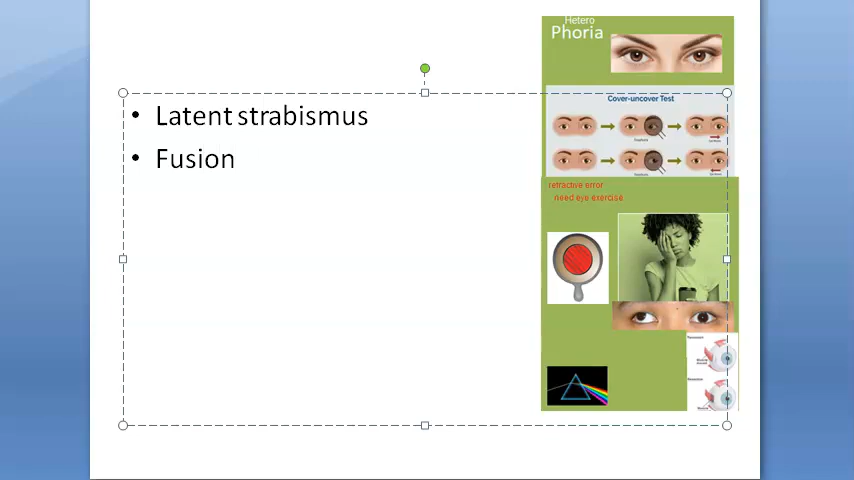 • Latent strabismus
• Fusion
Hetero
Phoria
Cover-uncover Test
refractive error
need eye exercise